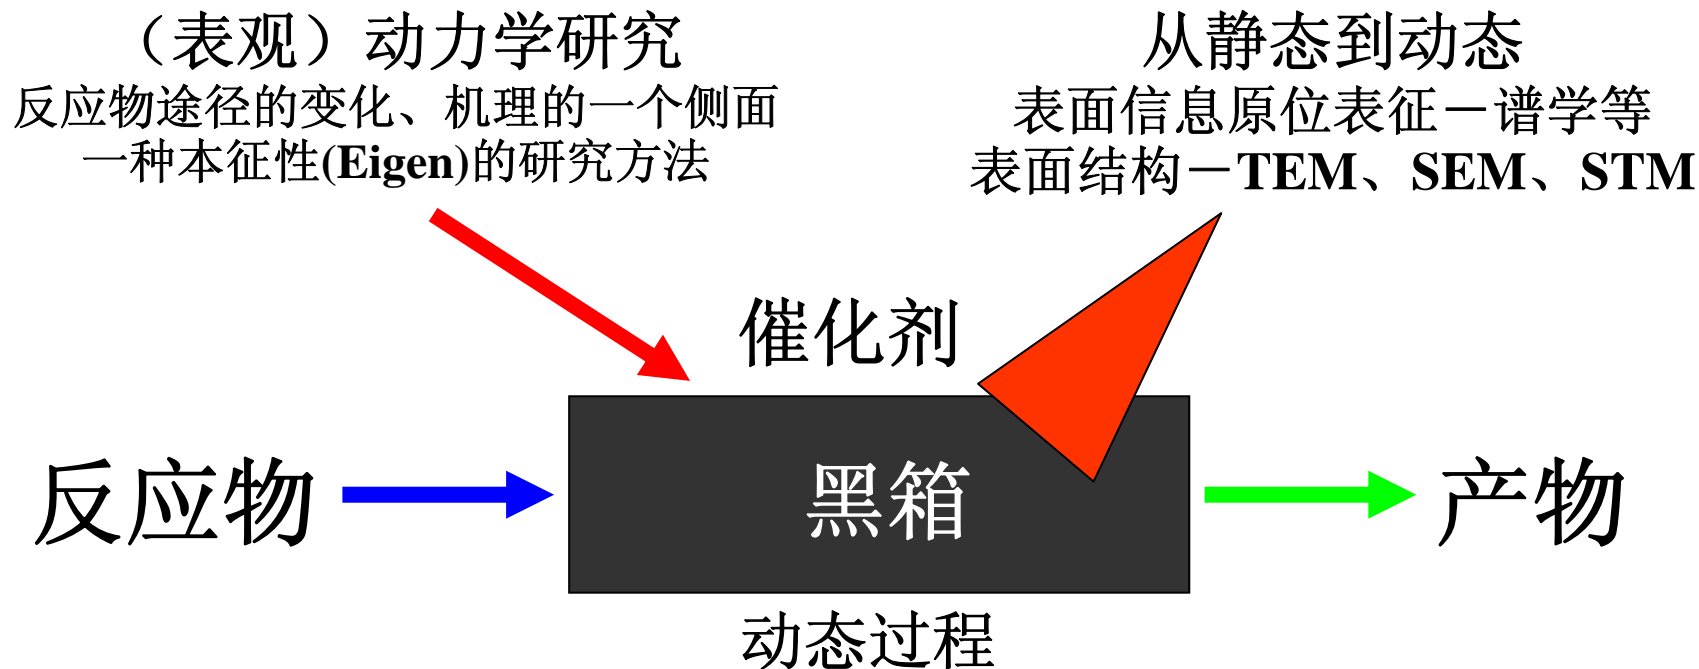 （表观）动力学研究
反应物途径的变化、机理的一个侧面
一种本征性(Eigen)的研究方法
从静态到动态
表面信息原位表征－谱学等
表面结构－TEM、SEM、STM
催化剂
反应物
黑箱
产物
动态过程